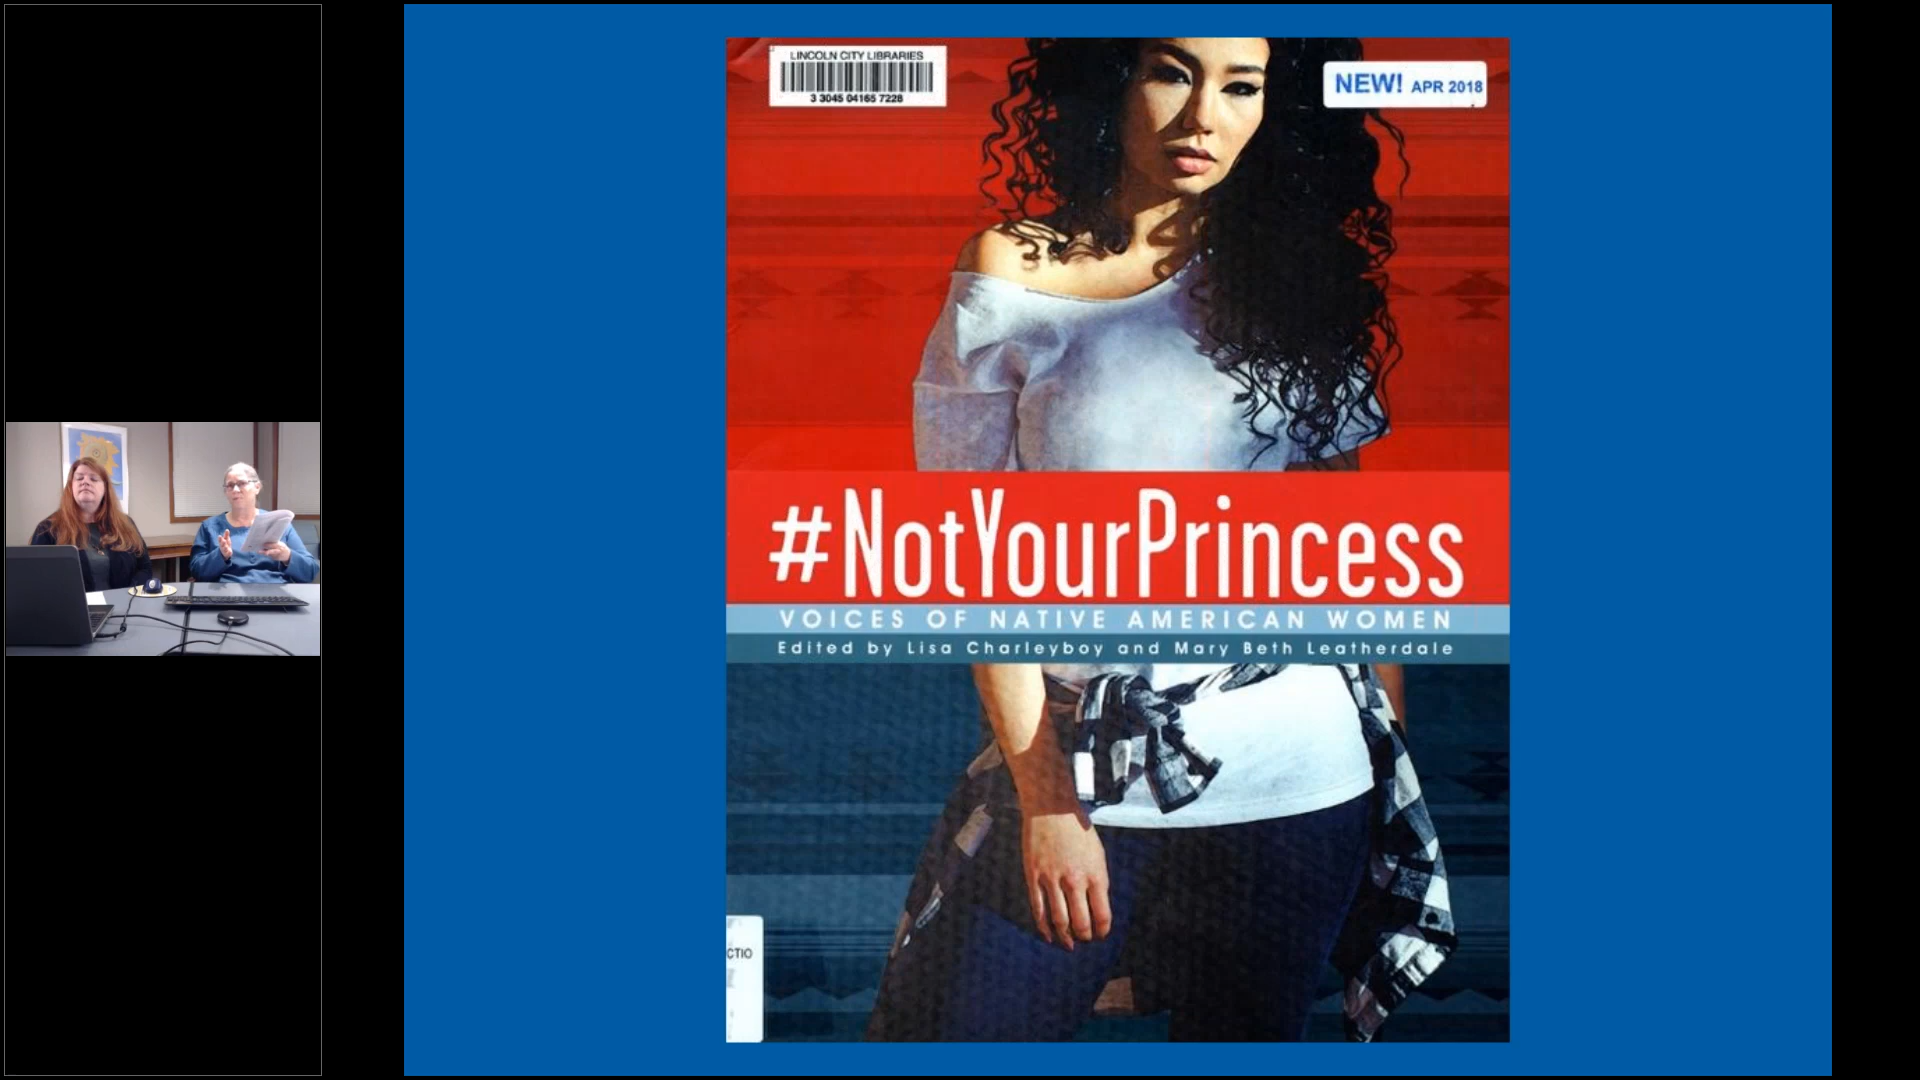 LINCOLN CITY LIBRARIES
3 3045 04165 7228
NEW! APR 2018
#NotYourPrincess
VOICES OF NATIVE AMERICAN WOMEN
Edited by Lisa Charleyboy and Mary Beth Leatherdale
CTIO